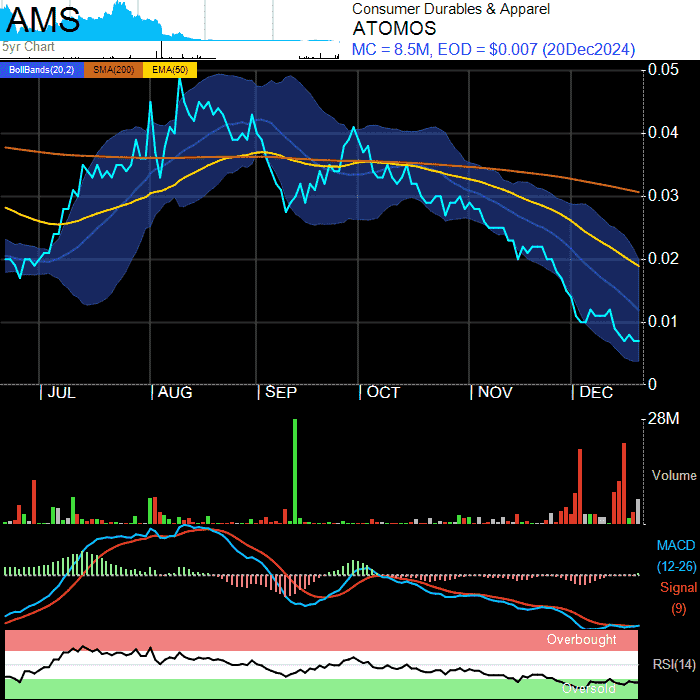 AMS
5yr Chart
Consumer Durables & Apparel
ATOMOS
MC = 8.5M, EOD = $0.007 (20Dec2024)
BollBands(20,2) SMA(200) EMA(50)
0.05
0.04
0.03
0.02
0.01
0
JUL AUG SEP OCT NOV DEC
28M
Volume
MACD
(12-26)
Signal
(9)
Overbought
RSI(14)
Oversold